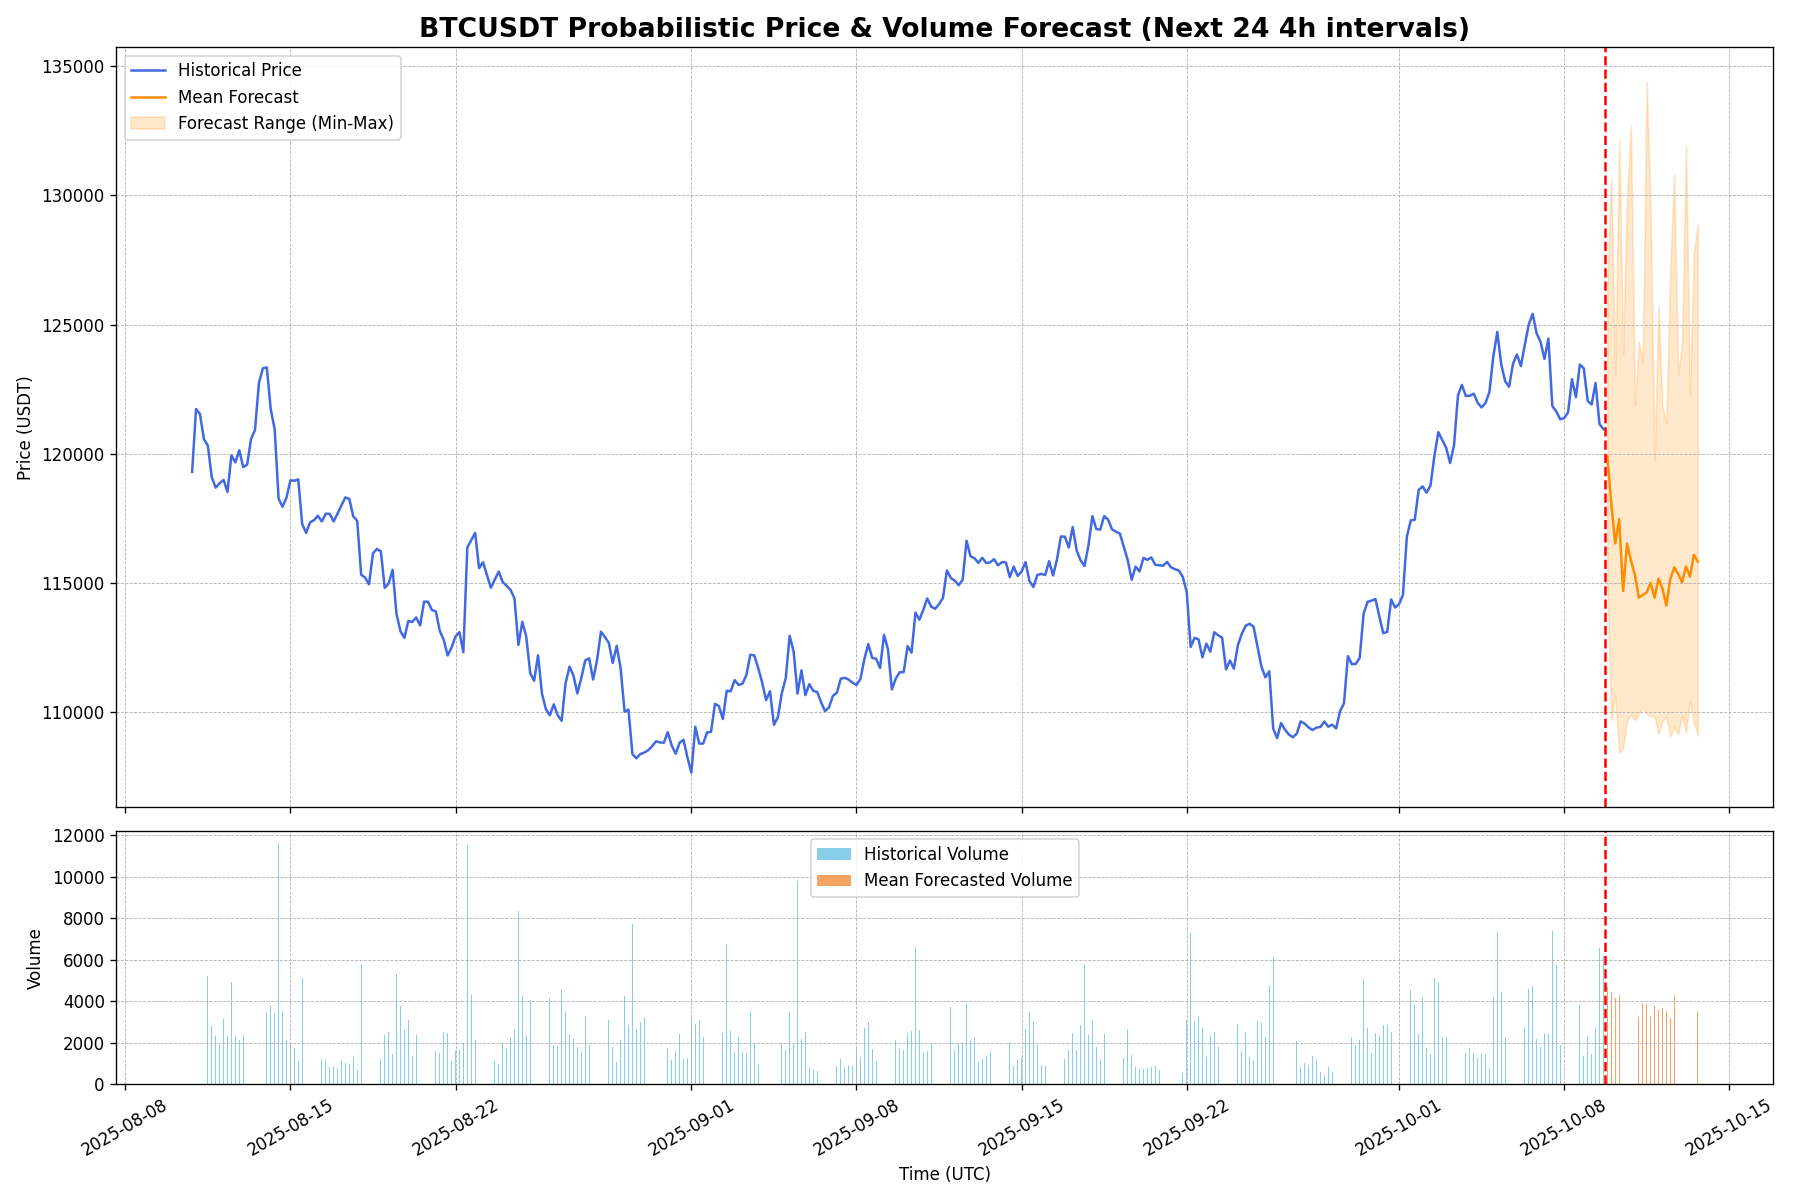 BTCUSDT Probabilistic Price & Volume Forecast (Next 24 4h intervals)
Historical Price
Mean Forecast
Forecast Range (Min-Max)
Price (USDT)
135000
130000
125000
120000
115000
110000
Historical Volume
Mean Forecasted Volume
Volume
12000
10000
8000
6000
4000
2000
0
2025-08-08
2025-08-15
2025-08-22
2025-09-01
2025-09-08
2025-09-15
2025-09-22
2025-10-01
2025-10-08
2025-10-15
Time (UTC)